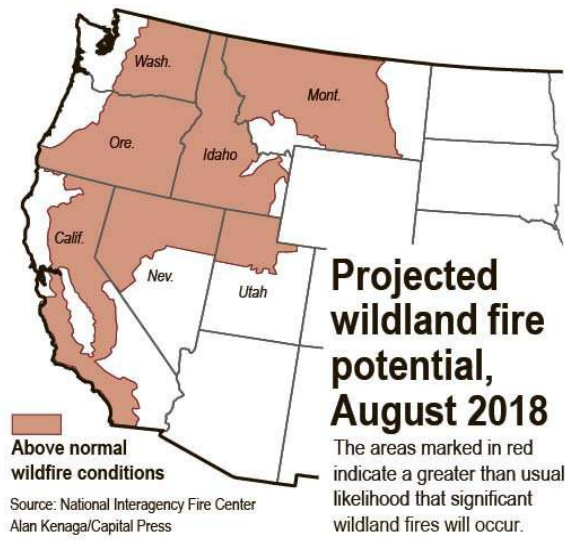 Wash.
Mont.
Ore.
Idaho
Calif.
Nev.
Utah
Projected
wildland fire
potential,
August 2018
The areas marked in red
indicate a greater than usual
likelihood that significant
wildland fires will occur.
Above normal
wildfire conditions
Source: National Interagency Fire Center
Alan Kenaga/Capital Press